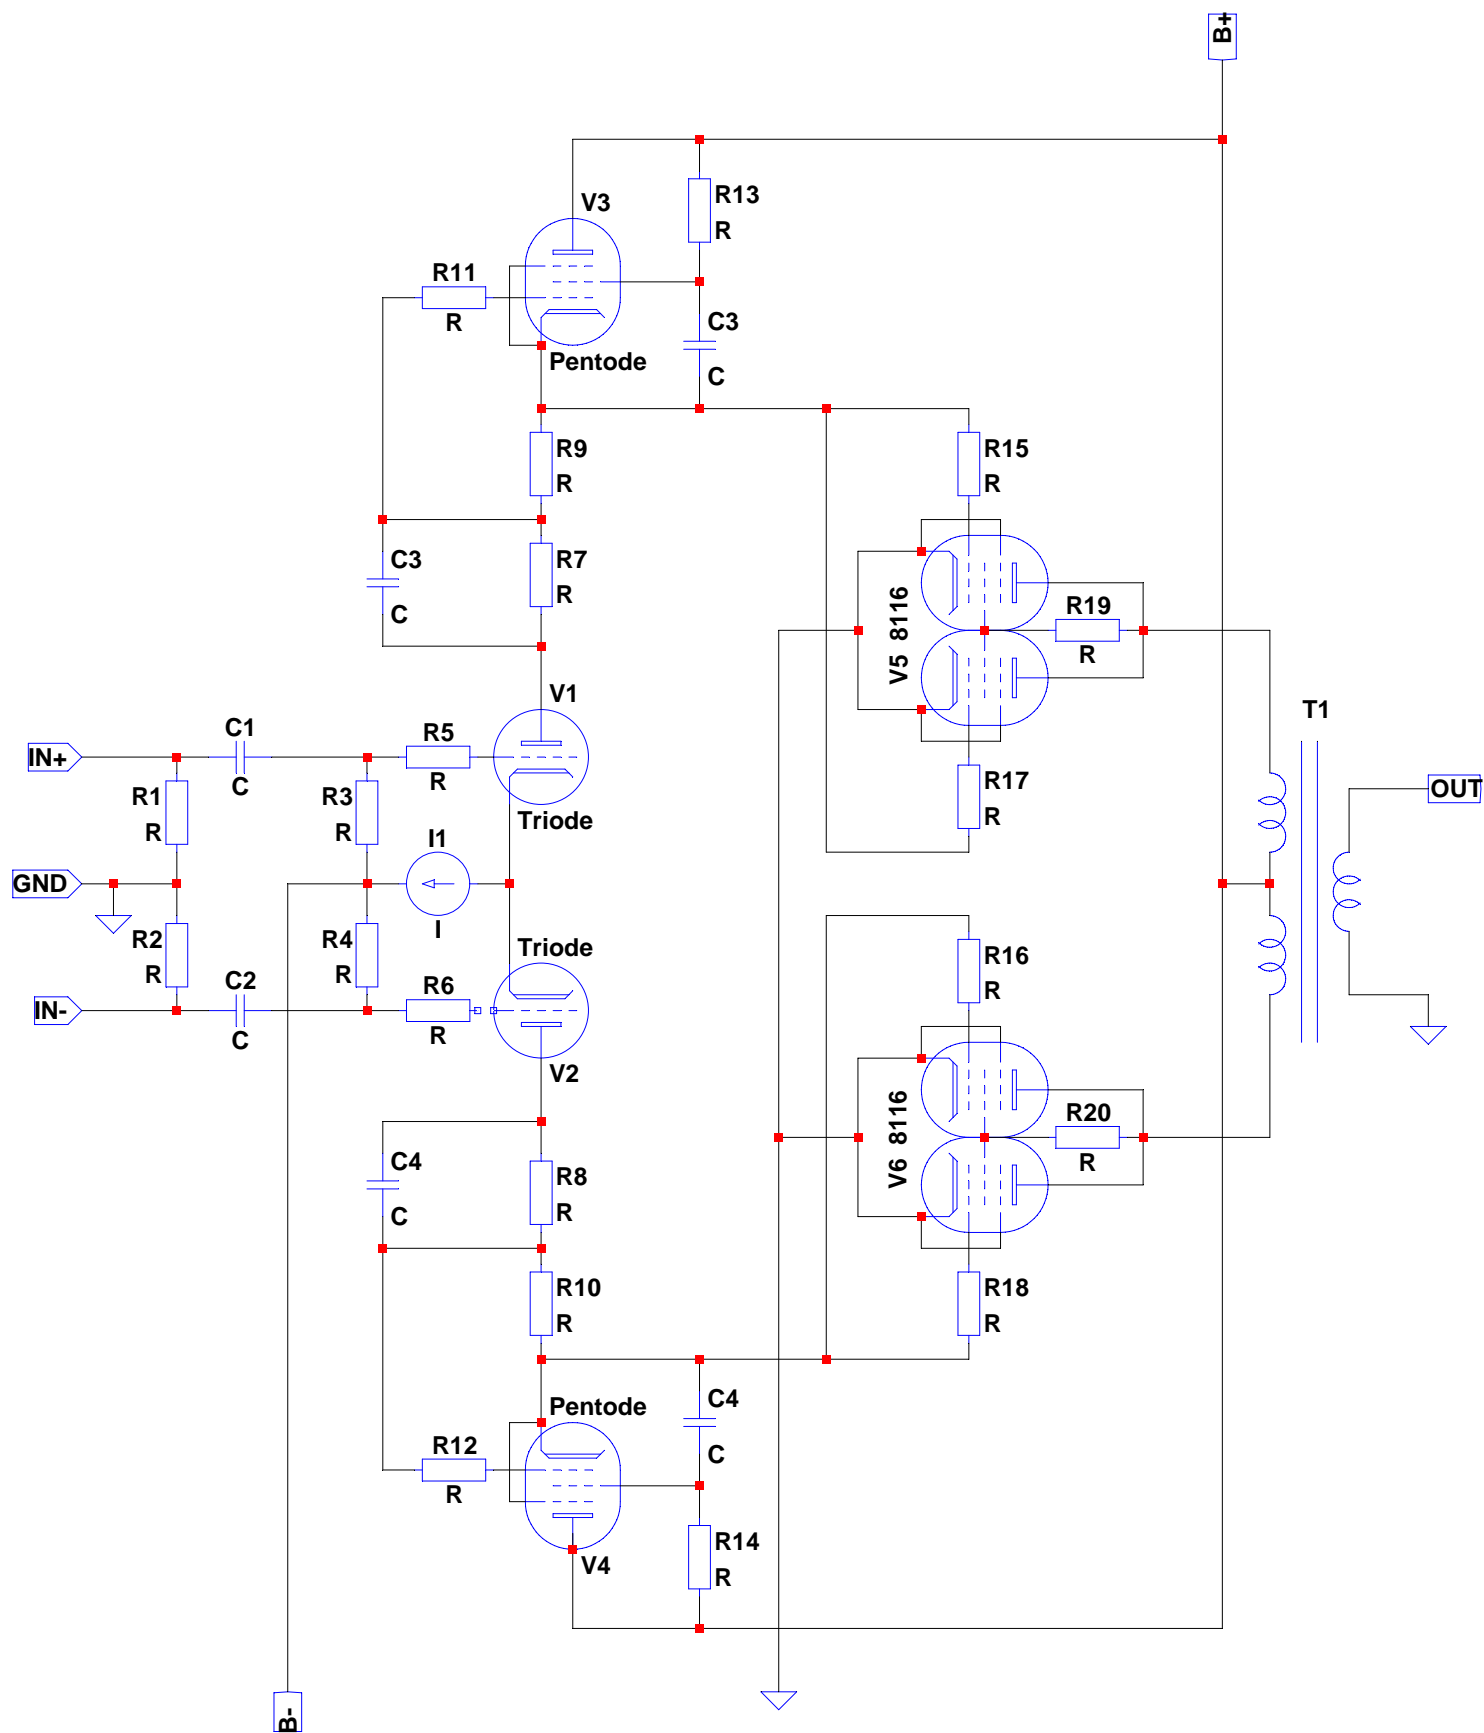 B+
V3
R13
R
R11
R
C3
C
Pentode
R9
R
R15
R
C3
C
R7
R
V5 8116
R19
R
V1
T1
C1
C
R5
R
IN+
R1
R
R3
R
R17
R
OUT
Triode
I1
I
GND
R2
R
R4
R
Triode
R16
R
C2
C
R6
R
IN-
V2
V6 8116
R20
R
C4
C
R8
R
R10
R
R18
R
Pentode
C4
C
R12
R
R14
R
V4
B-